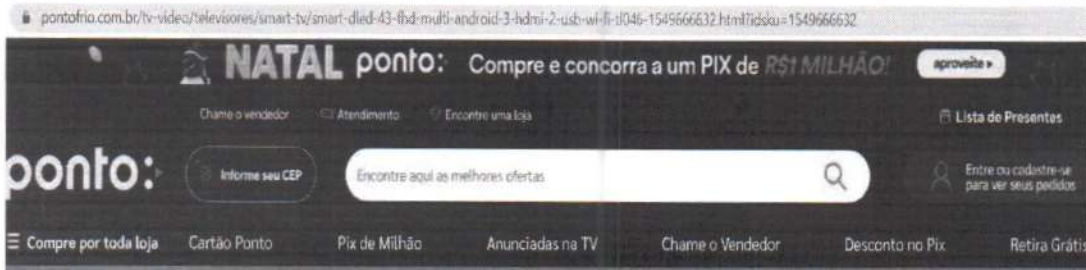 pontofrio.com.br/tv-video/televisores/smart-tv/smart-dled-43-fhd-multi-android-3-hdmi-2-usb-wi-fi-tl046-1549666632.html?idsku=1549666632
NATAL ponto: Compre e concorra a um PIX de R$1 MILHÃO! aproveite »
Chame o vendedor Atendimento Encontre uma loja Lista de Presentes
ponto: Informe seu CEP Encontre aqui as melhores ofertas Entre ou cadastre-se
para ver seus pedidos
Compre por toda loja Cartão Ponto Pix de Milhão Anunciadas na TV Chame o Vendedor Desconto no Pix Retira Grátis